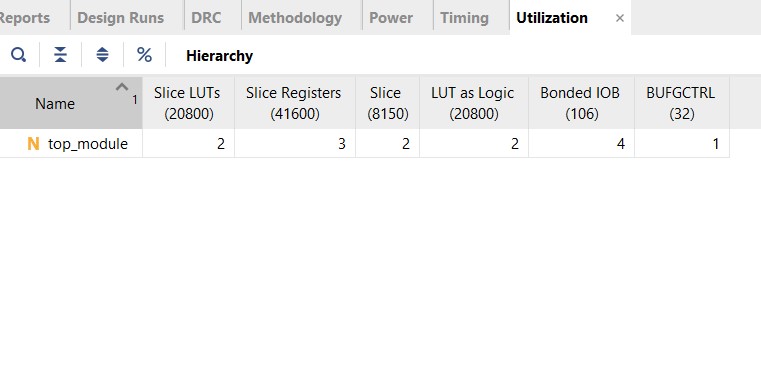 Reports Design Runs DRC Methodology Power Timing Utilization ×
% Hierarchy
Name 1 Slice LUTs (20800) Slice Registers (41600) Slice (8150) LUT as Logic (20800) Bonded IOB (106) BUFGCTRL (32)
N top_module 2 3 2 2 4 1